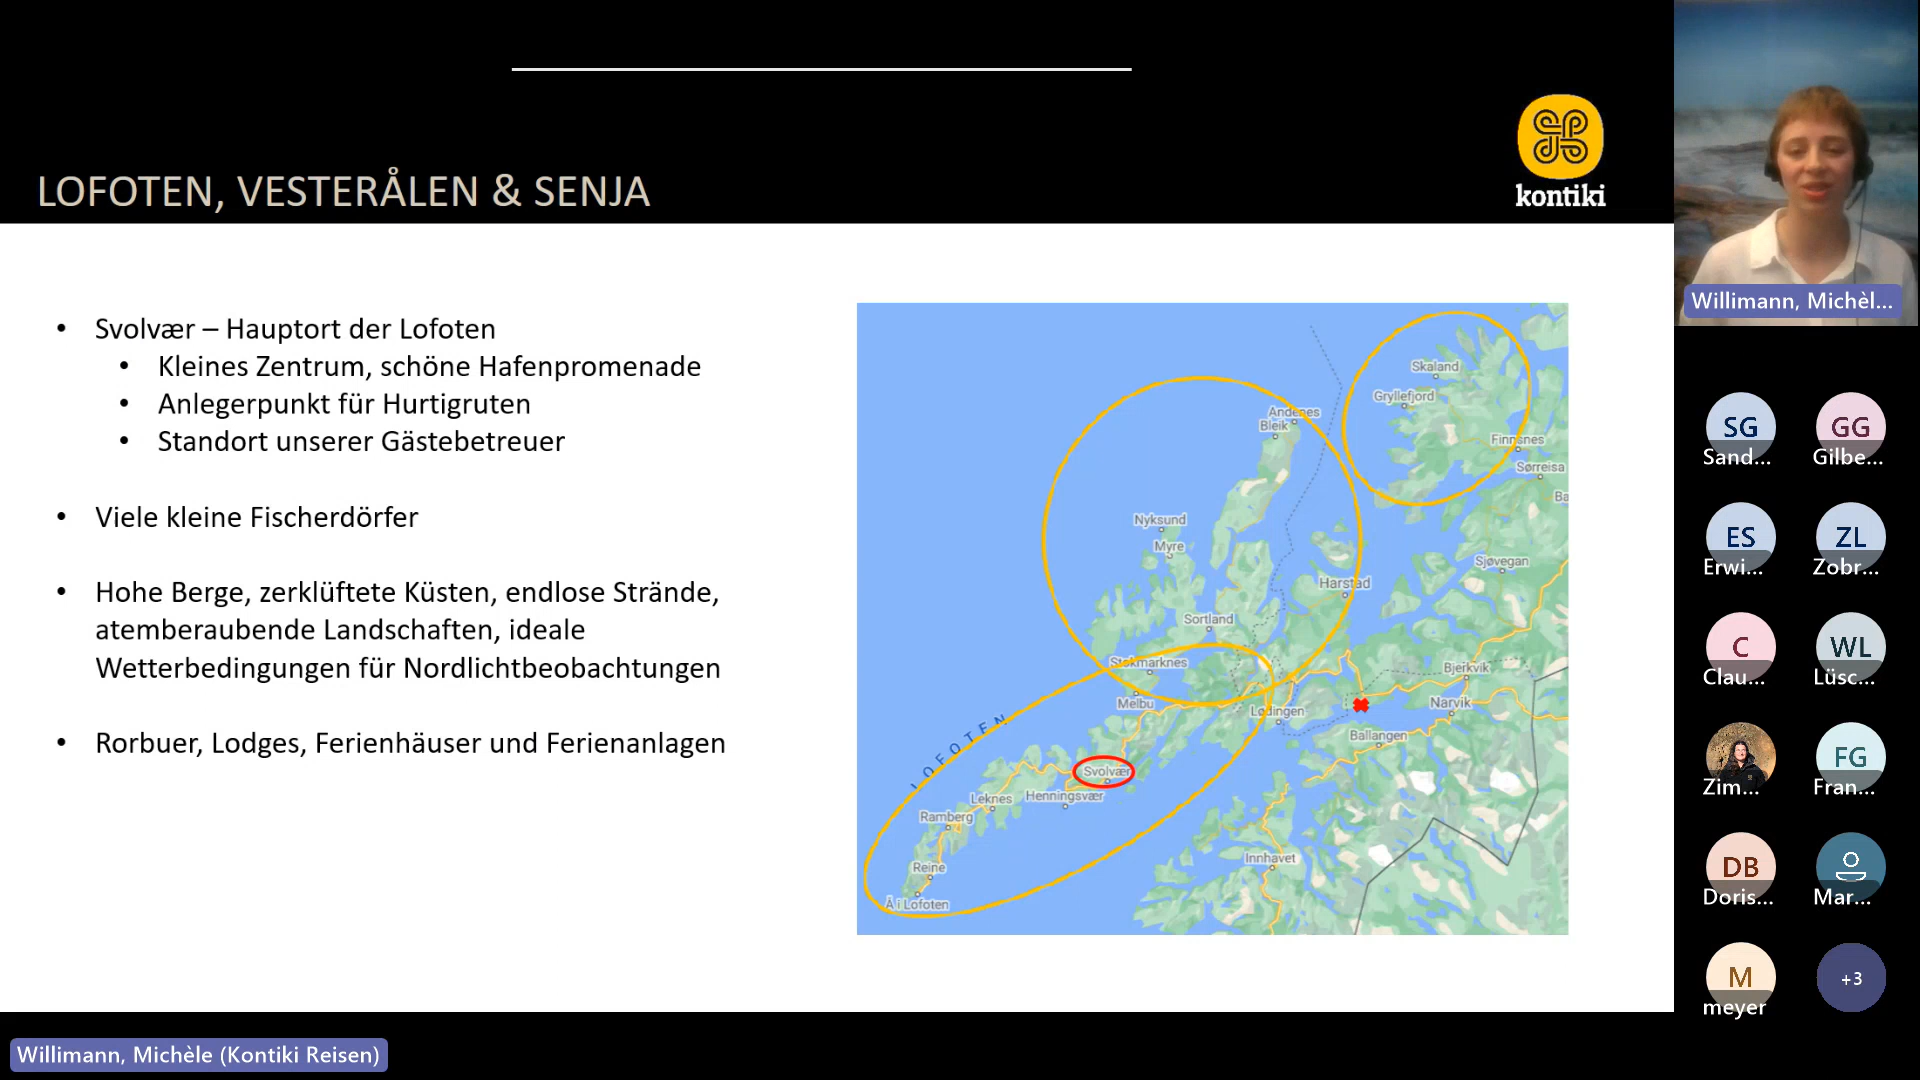 kontiki
LOFOTEN, VESTERÅLEN & SENJA
• Svolvær – Hauptort der Lofoten
• Kleines Zentrum, schöne Hafenpromenade
• Anlegerpunkt für Hurtigruten
• Standort unserer Gästebetreuer
• Viele kleine Fischerdörfer
• Hohe Berge, zerklüftete Küsten, endlose Strände,
atemberaubende Landschaften, ideale
Wetterbedingungen für Nordlichtbeobachtungen
• Rorbuer, Lodges, Ferienhäuser und Ferienanlagen
Skaland
Gryllefjord
Andenes
Bleik
Finnsnes
Sørreisa
Ba
Nyksund
Myre
Sjøvegan
Harstad
Sortland
Stokmarknes
Bjerkvik
Melbu
Lødingen
Narvik
LOFOTEN
Ballangen
Svolvær
Leknes
Henningsvær
Ramberg
Innhavet
Reine
Å i Lofoten
Willimann, Michèl...
SG
GG
Sand...
Gilbe...
ES
ZL
Erwi...
Zobr...
C
WL
Clau...
Lüsc...
FG
Zim...
Fran...
DB
Doris...
Mar...
M
+3
meyer
Willimann, Michèle (Kontiki Reisen)